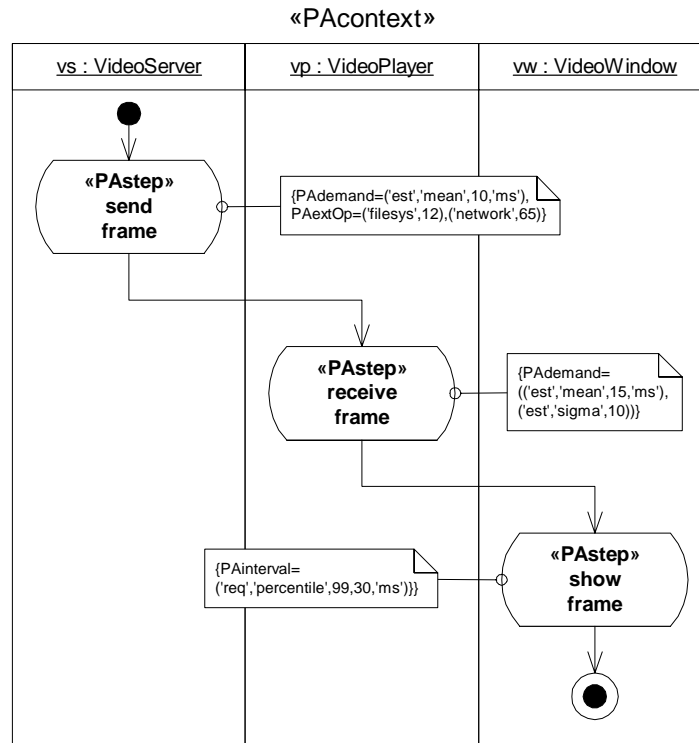 «PAcontext»
vs : VideoServer
vp : VideoPlayer
vw : VideoWindow
«PAstep»
send
frame
{PAdemand=('est','mean',10,'ms'),
PAextOp=('filesys',12),('network',65)}
«PAstep»
receive
frame
{PAdemand=
(('est','mean',15,'ms'),
('est','sigma',10))}
{PAinterval=
('req','percentile',99,30,'ms')}}
«PAstep»
show
frame